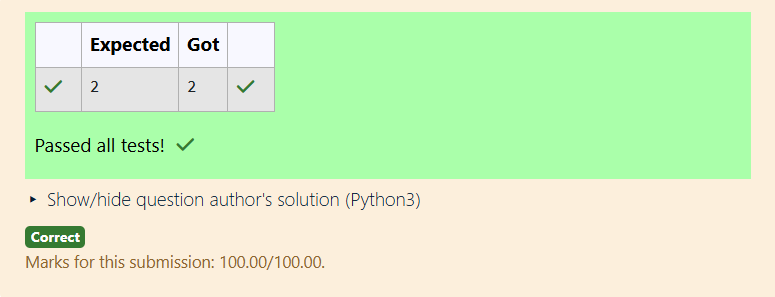 Expected Got
2 2
Passed all tests!
Show/hide question author's solution (Python3)
Correct
Marks for this submission: 100.00/100.00.